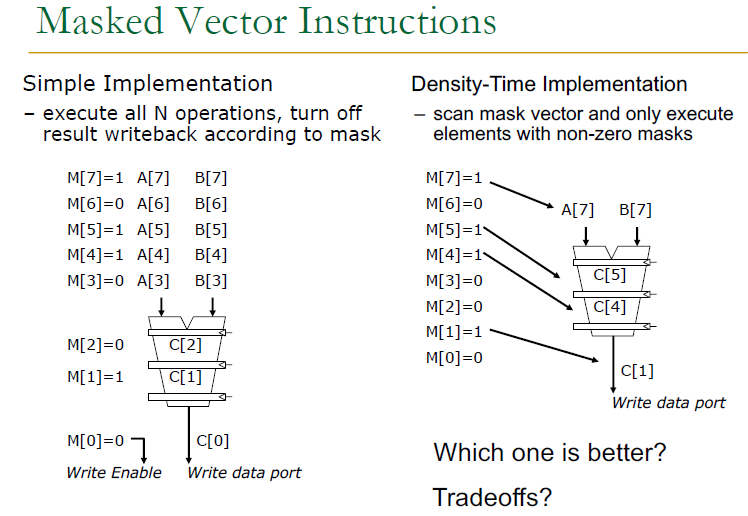 Masked Vector Instructions
Simple Implementation
– execute all N operations, turn off
result writeback according to mask
M[7]=1 A[7] B[7]
M[6]=0 A[6] B[6]
M[5]=1 A[5] B[5]
M[4]=1 A[4] B[4]
M[3]=0 A[3] B[3]
M[2]=0 C[2]
M[1]=1 C[1]
M[0]=0 C[0]
Write Enable Write data port
Density-Time Implementation
– scan mask vector and only execute
elements with non-zero masks
M[7]=1
M[6]=0
M[5]=1
M[4]=1
M[3]=0
M[2]=0
M[1]=1
M[0]=0
A[7] B[7]
C[5]
C[4]
C[1]
Write data port
Which one is better?
Tradeoffs?